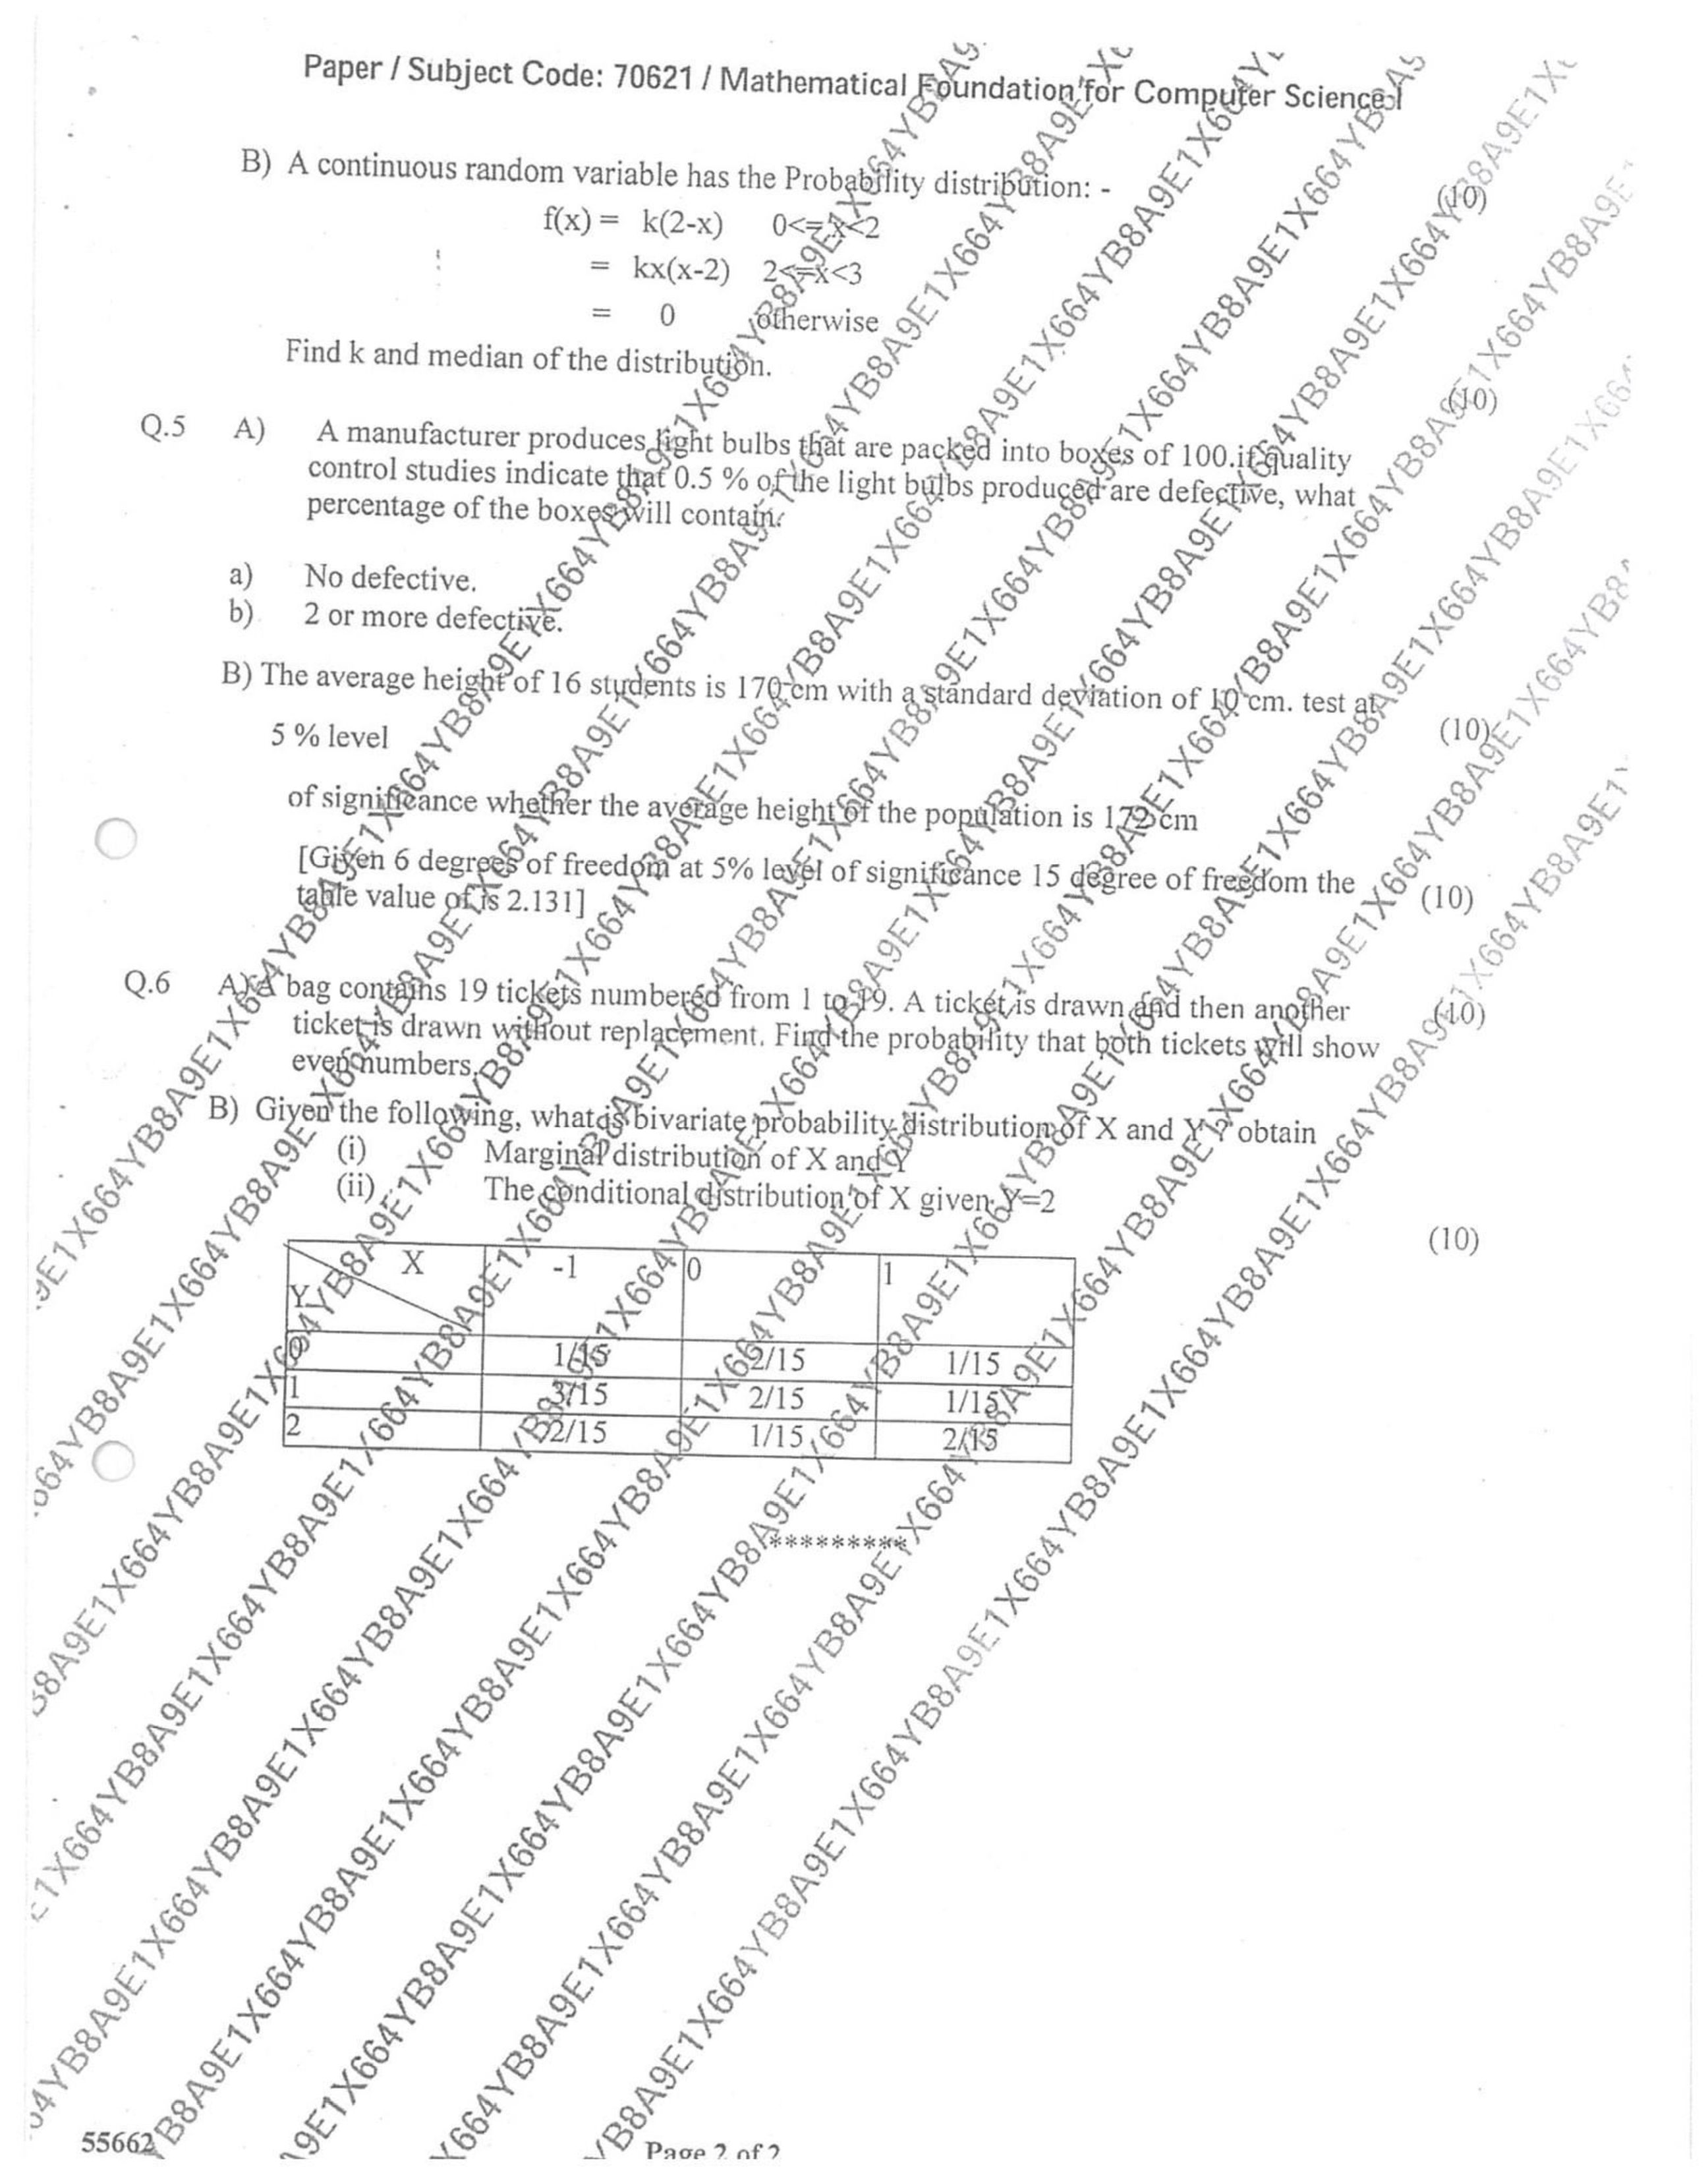 Paper / Subject Code: 70621 / Mathematical Foundation for Computer Science I
B) A continuous random variable has the Probability distribution: -
(10)
f(x) = k(2-x) 0<=x<2
= kx(x-2) 2<=x<3
= 0 otherwise
Find k and median of the distribution.
(10)
Q.5 A) A manufacturer produces light bulbs that are packed into boxes of 100.if quality
control studies indicate that 0.5 % of the light bulbs produced are defective, what
percentage of the boxes will contain:
a) No defective.
b) 2 or more defective.
B) The average height of 16 students is 170 cm with a standard deviation of 10 cm. test at
5 % level
(10)
of significance whether the average height of the population is 172 cm
[Given 6 degrees of freedom at 5% level of significance 15 degree of freedom the
table value of is 2.131]
(10)
Q.6 A) A bag contains 19 tickets numbered from 1 to 19. A ticket is drawn and then another
(10)
ticket is drawn without replacement. Find the probability that both tickets will show
even numbers.
B) Given the following, what is bivariate probability distribution of X and Y ? obtain
(i) Marginal distribution of X and Y
(ii) The conditional distribution of X given Y=2
(10)
X -1 0 1
Y
0 1/15 2/15 1/15
1 3/15 2/15 1/15
2 2/15 1/15 2/15
*********
55662
Page 2 of 2